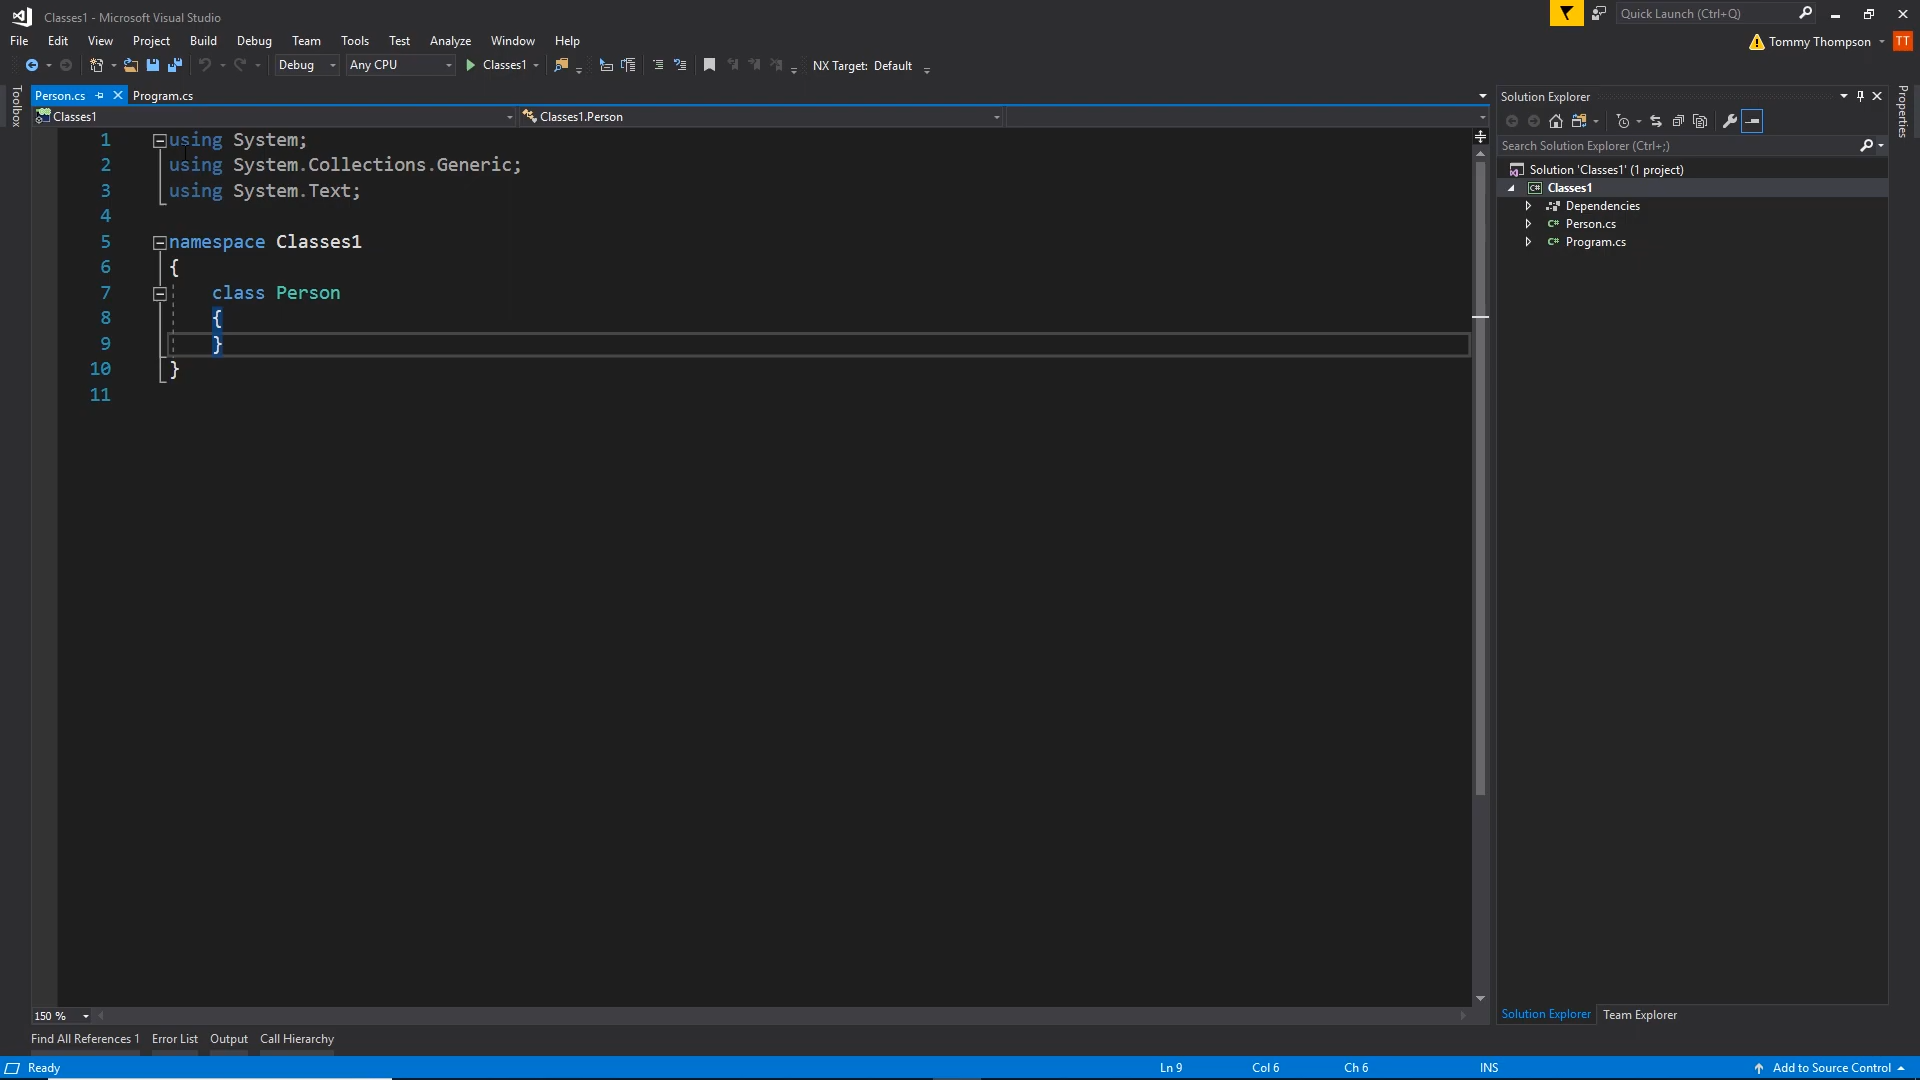 Classes1 - Microsoft Visual Studio
Quick Launch (Ctrl+Q)
File Edit View Project Build Debug Team Tools Test Analyze Window Help
Tommy Thompson TT
Debug Any CPU Classes1 NX Target: Default
Toolbox
Person.cs Program.cs
Classes1 Classes1.Person
1 using System;
2 using System.Collections.Generic;
3 using System.Text;
4
5 namespace Classes1
6 {
7 class Person
8 {
9 }
10 }
11
Solution Explorer
Search Solution Explorer (Ctrl+;)
Solution 'Classes1' (1 project)
C# Classes1
Dependencies
C# Person.cs
C# Program.cs
Properties
150 %
Solution Explorer Team Explorer
Find All References 1 Error List Output Call Hierarchy
Ready Ln 9 Col 6 Ch 6 INS Add to Source Control